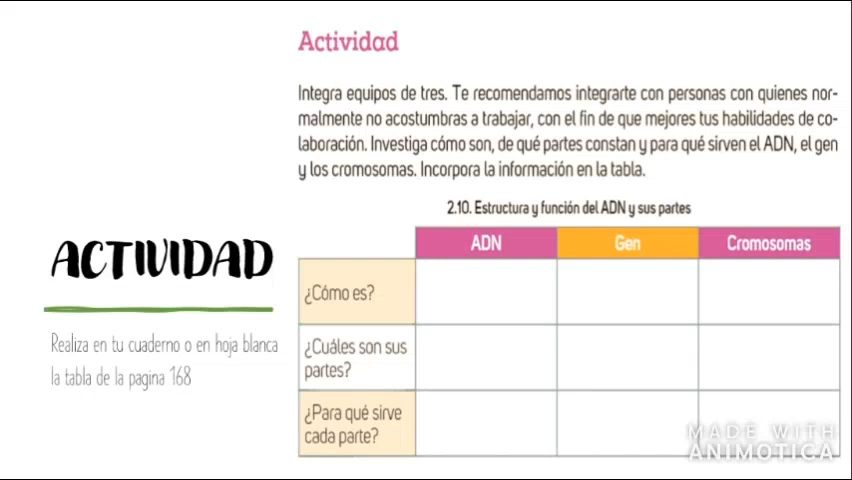 Actividad
Integra equipos de tres. Te recomendamos integrarte con personas con quienes nor-
malmente no acostumbras a trabajar, con el fin de que mejores tus habilidades de co-
laboración. Investiga cómo son, de qué partes constan y para qué sirven el ADN, el gen
y los cromosomas. Incorpora la información en la tabla.
2.10. Estructura y función del ADN y sus partes
ADN Gen Cromosomas
¿Cómo es?
¿Cuáles son sus
partes?
¿Para qué sirve
cada parte?
ACTIVIDAD
Realiza en tu cuaderno o en hoja blanca
la tabla de la pagina 168
MADE WITH
ANIMOTICA